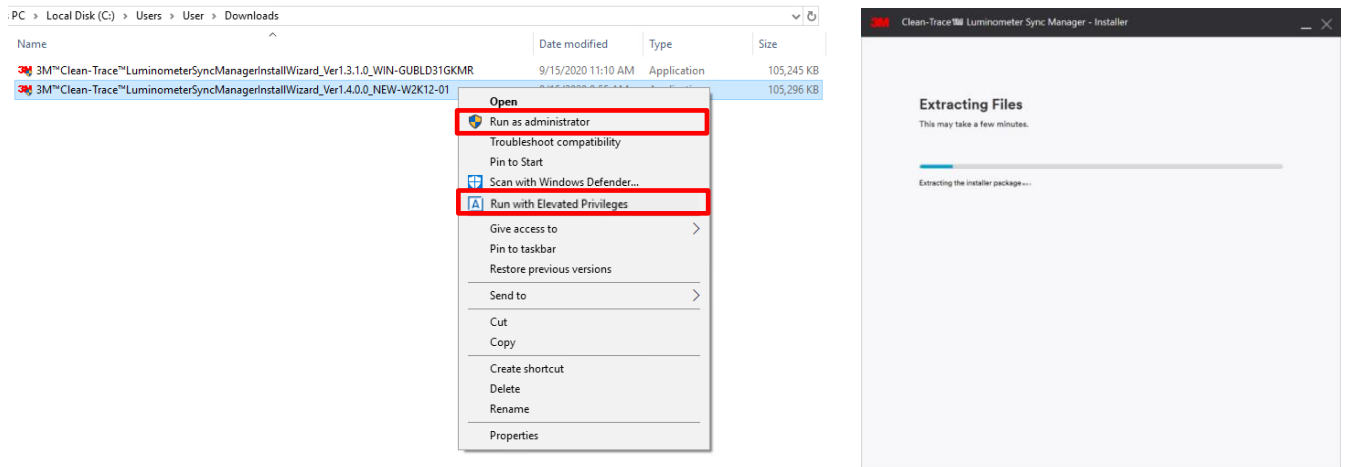 PC > Local Disk (C:) > Users > User > Downloads
Name Date modified Type Size
3M 3M™Clean-Trace™LuminometerSyncManagerInstallWizard_Ver1.3.1.0_WIN-GUBLD31GKMR 9/15/2020 11:10 AM Application 105,245 KB
3M 3M™Clean-Trace™LuminometerSyncManagerInstallWizard_Ver1.4.0.0_NEW-W2K12-01 105,296 KB
Open
Run as administrator
Troubleshoot compatibility
Pin to Start
Scan with Windows Defender...
A Run with Elevated Privileges
Give access to >
Pin to taskbar
Restore previous versions
Send to >
Cut
Copy
Create shortcut
Delete
Rename
Properties
3M Clean-Trace™ Luminometer Sync Manager - Installer
Extracting Files
This may take a few minutes.
Extracting the installer package....